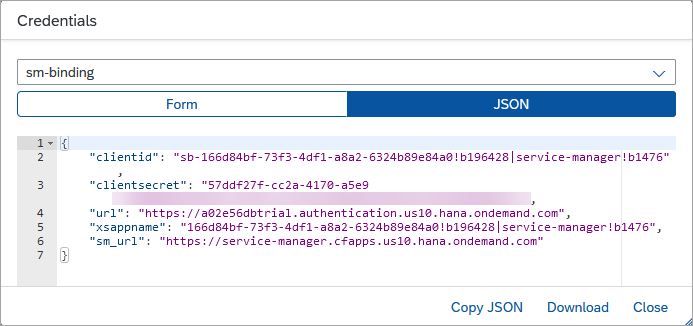 Credentials
sm-binding
Form
JSON
1 {
2 "clientid": "sb-166d84bf-73f3-4df1-a8a2-6324b89e84a0!b196428|service-manager!b1476"
,
3 "clientsecret": "57ddf27f-cc2a-4170-a5e9
,
4 "url": "https://a02e56dbtrial.authentication.us10.hana.ondemand.com",
5 "xsappname": "166d84bf-73f3-4df1-a8a2-6324b89e84a0!b196428|service-manager!b1476",
6 "sm_url": "https://service-manager.cfapps.us10.hana.ondemand.com"
7 }
Copy JSON
Download
Close